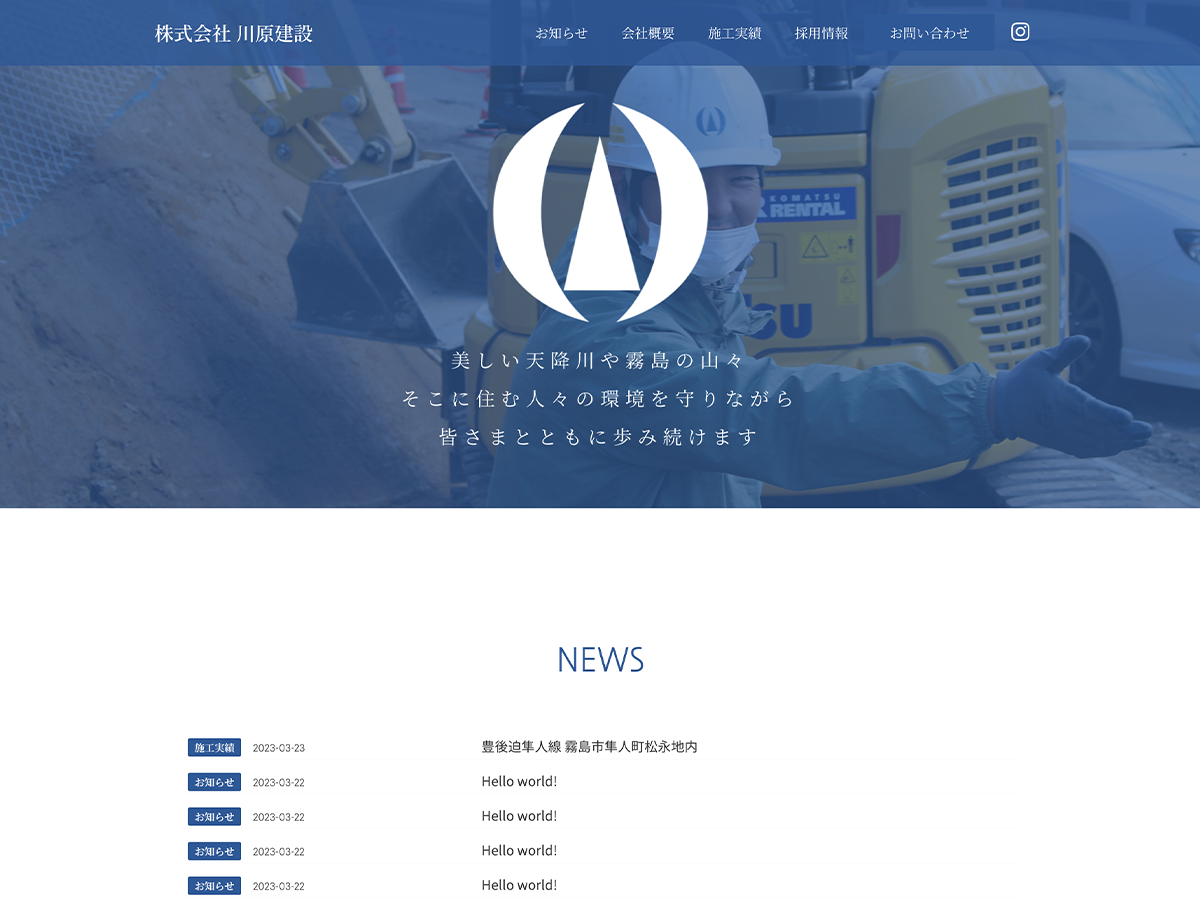 株式会社 川原建設
お知らせ 会社概要 施工実績 採用情報 お問い合わせ
KOMATSU
RENTAL
美しい天降川や霧島の山々
そこに住む人々の環境を守りながら
皆さまとともに歩み続けます
NEWS
施工実績 2023-03-23 豊後迫隼人線 霧島市隼人町松永地内
お知らせ 2023-03-22 Hello world!
お知らせ 2023-03-22 Hello world!
お知らせ 2023-03-22 Hello world!
お知らせ 2023-03-22 Hello world!